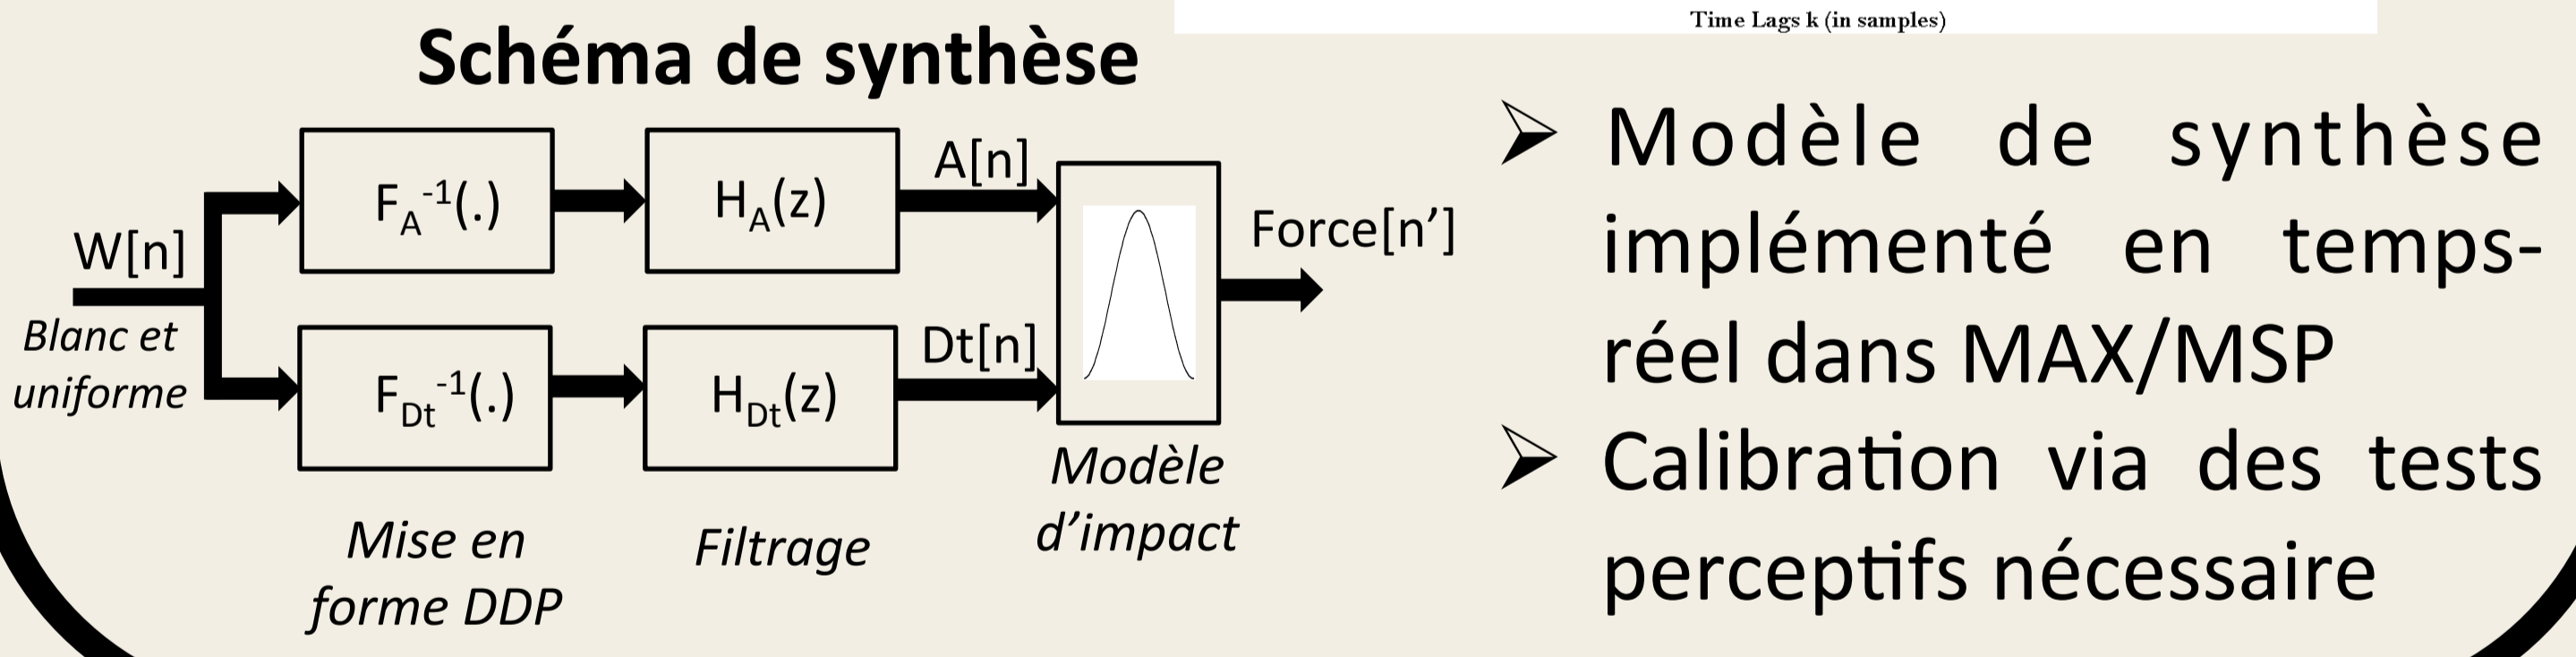 Time Lags k (in samples)
Schéma de synthèse
W[n]
Blanc et
uniforme
F_A^-1(.)
H_A(z)
A[n]
F_Dt^-1(.)
H_Dt(z)
Dt[n]
Force[n’]
Mise en
forme DDP
Filtrage
Modèle
d’impact
Modèle de synthèse
implémenté en temps-
réel dans MAX/MSP
Calibration via des tests
perceptifs nécessaire